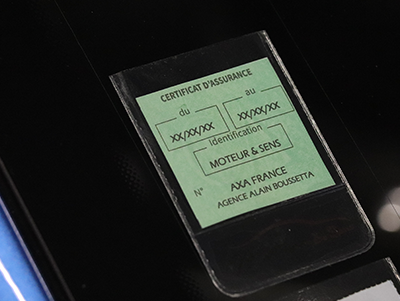 CERTIFICAT D'ASSURANCE
du au
XX/XX/XX XX/XX/XX
Identification
MOTEUR & SENS
N°
AXA FRANCE
AGENCE ALAIN BOUSSETTA